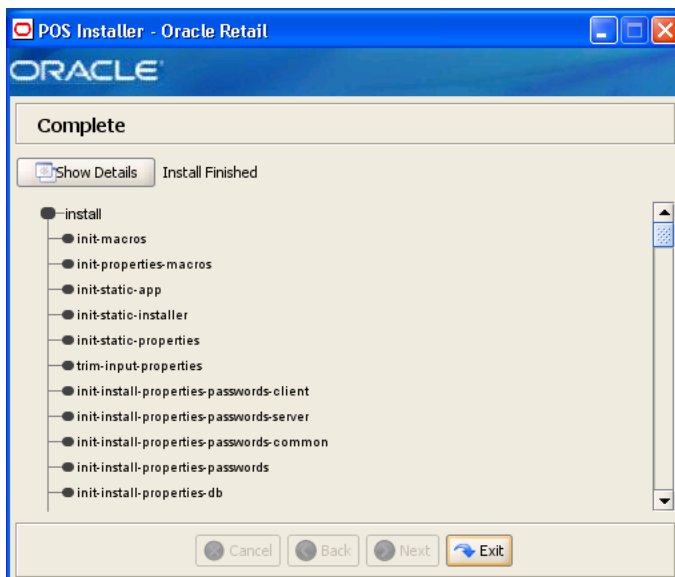 POS Installer - Oracle Retail
ORACLE
Complete
Show Details Install Finished
install
init-macros
init-properties-macros
init-static-app
init-static-installer
init-static-properties
trim-input-properties
init-install-properties-passwords-client
init-install-properties-passwords-server
init-install-properties-passwords-common
init-install-properties-passwords
init-install-properties-db
Cancel Back Next Exit